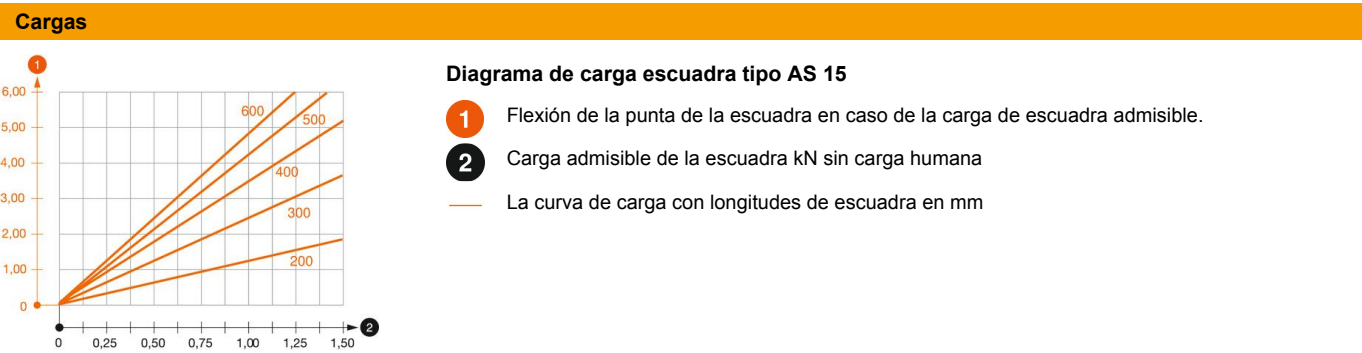 Cargas
1
6,00
5,00
4,00
3,00
2,00
1,00
0
600
500
400
300
200
0 0,25 0,50 0,75 1,00 1,25 1,50
2
Diagrama de carga escuadra tipo AS 15
1 Flexión de la punta de la escuadra en caso de la carga de escuadra admisible.
2 Carga admisible de la escuadra kN sin carga humana
La curva de carga con longitudes de escuadra en mm